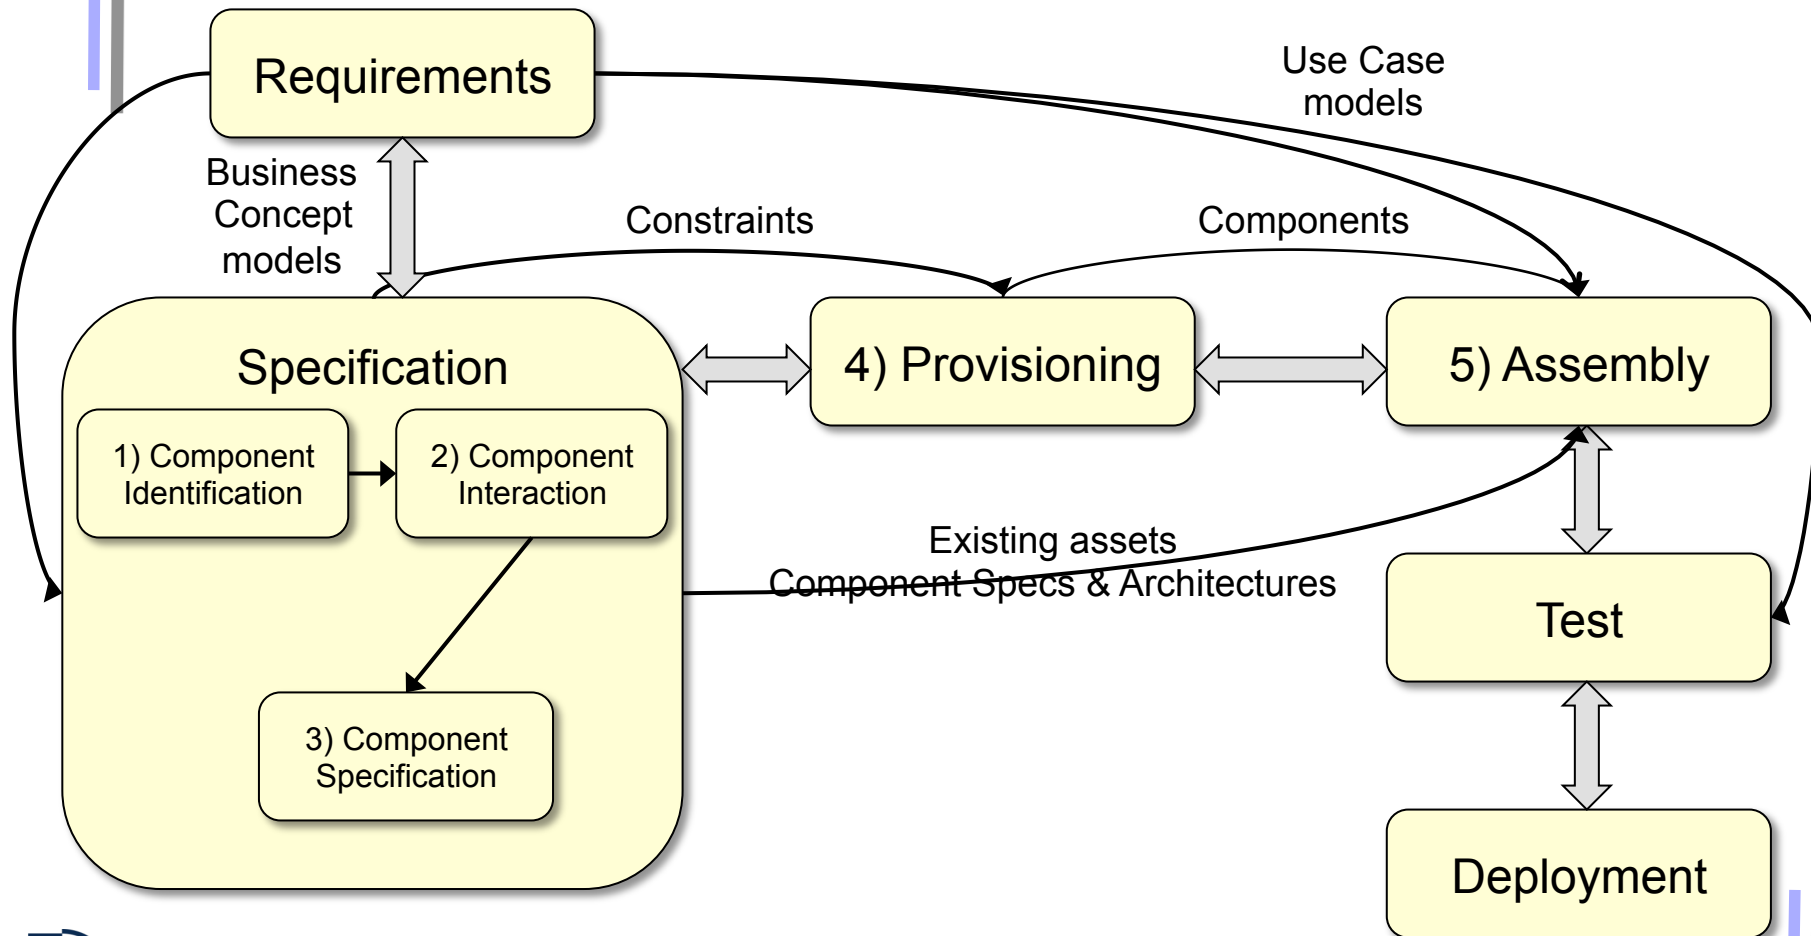 Requirements
Use Case
models
Business
Concept
models
Constraints
Components
Specification
4) Provisioning
5) Assembly
1) Component
Identification
2) Component
Interaction
Existing assets
Component Specs & Architectures
Test
3) Component
Specification
Deployment